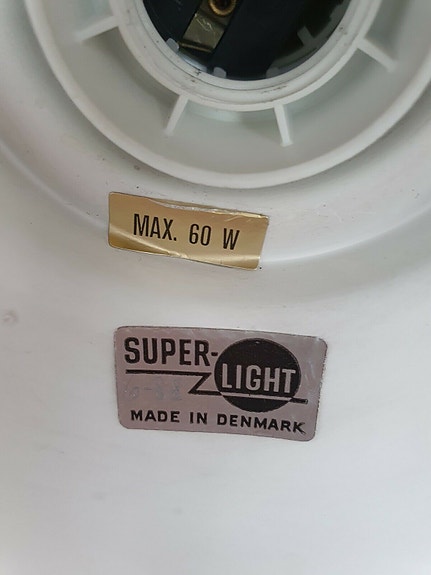 MAX. 60 W
SUPER-
LIGHT
MADE IN DENMARK